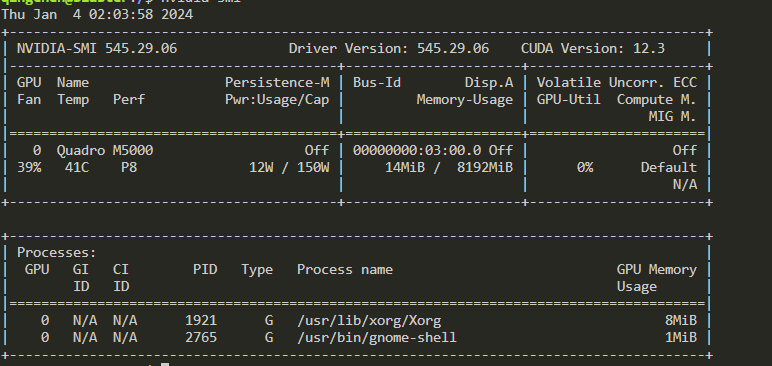 Thu Jan  4 02:03:58 2024
+---------------------------------------------------------------------------------------+
| NVIDIA-SMI 545.29.06              Driver Version: 545.29.06    CUDA Version: 12.3     |
|-----------------------------------------+----------------------+----------------------+
| GPU  Name                 Persistence-M | Bus-Id        Disp.A | Volatile Uncorr. ECC |
| Fan  Temp   Perf          Pwr:Usage/Cap |         Memory-Usage | GPU-Util  Compute M. |
|                                         |                      |               MIG M. |
|=========================================+======================+======================|
|   0  Quadro M5000                   Off | 00000000:03:00.0 Off |                  Off |
| 39%   41C    P8              12W / 150W |     14MiB /  8192MiB |      0%      Default |
|                                         |                      |                  N/A |
+-----------------------------------------+----------------------+----------------------+
+---------------------------------------------------------------------------------------+
| Processes:                                                                            |
|  GPU   GI   CI        PID   Type   Process name                            GPU Memory |
|        ID   ID                                                             Usage      |
|=======================================================================================|
|    0   N/A  N/A      1921      G   /usr/lib/xorg/Xorg                            8MiB |
|    0   N/A  N/A      2765      G   /usr/bin/gnome-shell                          1MiB |
+---------------------------------------------------------------------------------------+